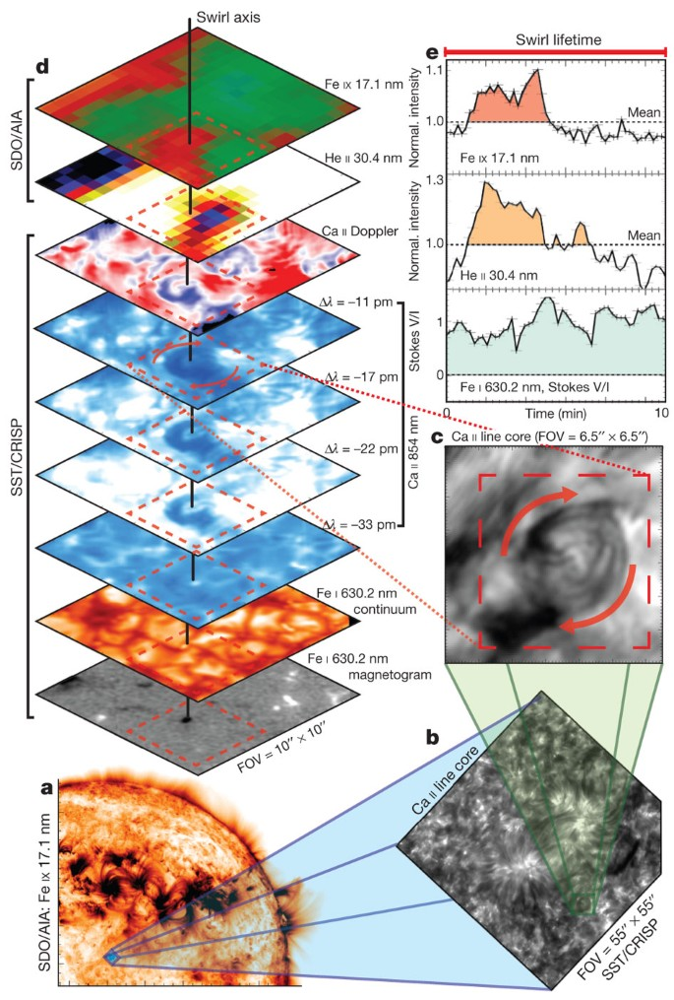 Swirl axis
d
Fe IX 17.1 nm
He II 30.4 nm
Ca II Doppler
Δλ = −11 pm
Δλ = −17 pm
Δλ = −22 pm
Δλ = −33 pm
Ca II 854 nm
Fe I 630.2 nm
continuum
Fe I 630.2 nm
magnetogram
FOV = 10″ × 10″
SDO/AIA
SST/CRISP
e
Swirl lifetime
1.1
1.0
Mean
Normal. intensity
Fe IX 17.1 nm
1.3
1.0
Mean
Normal. intensity
He II 30.4 nm
1
0
Stokes V/I
Fe I 630.2 nm, Stokes V/I
0
Time (min)
10
c
Ca II line core (FOV = 6.5″ × 6.5″)
b
Ca II line core
FOV = 55″ × 55″
SST/CRISP
a
SDO/AIA: Fe IX 17.1 nm